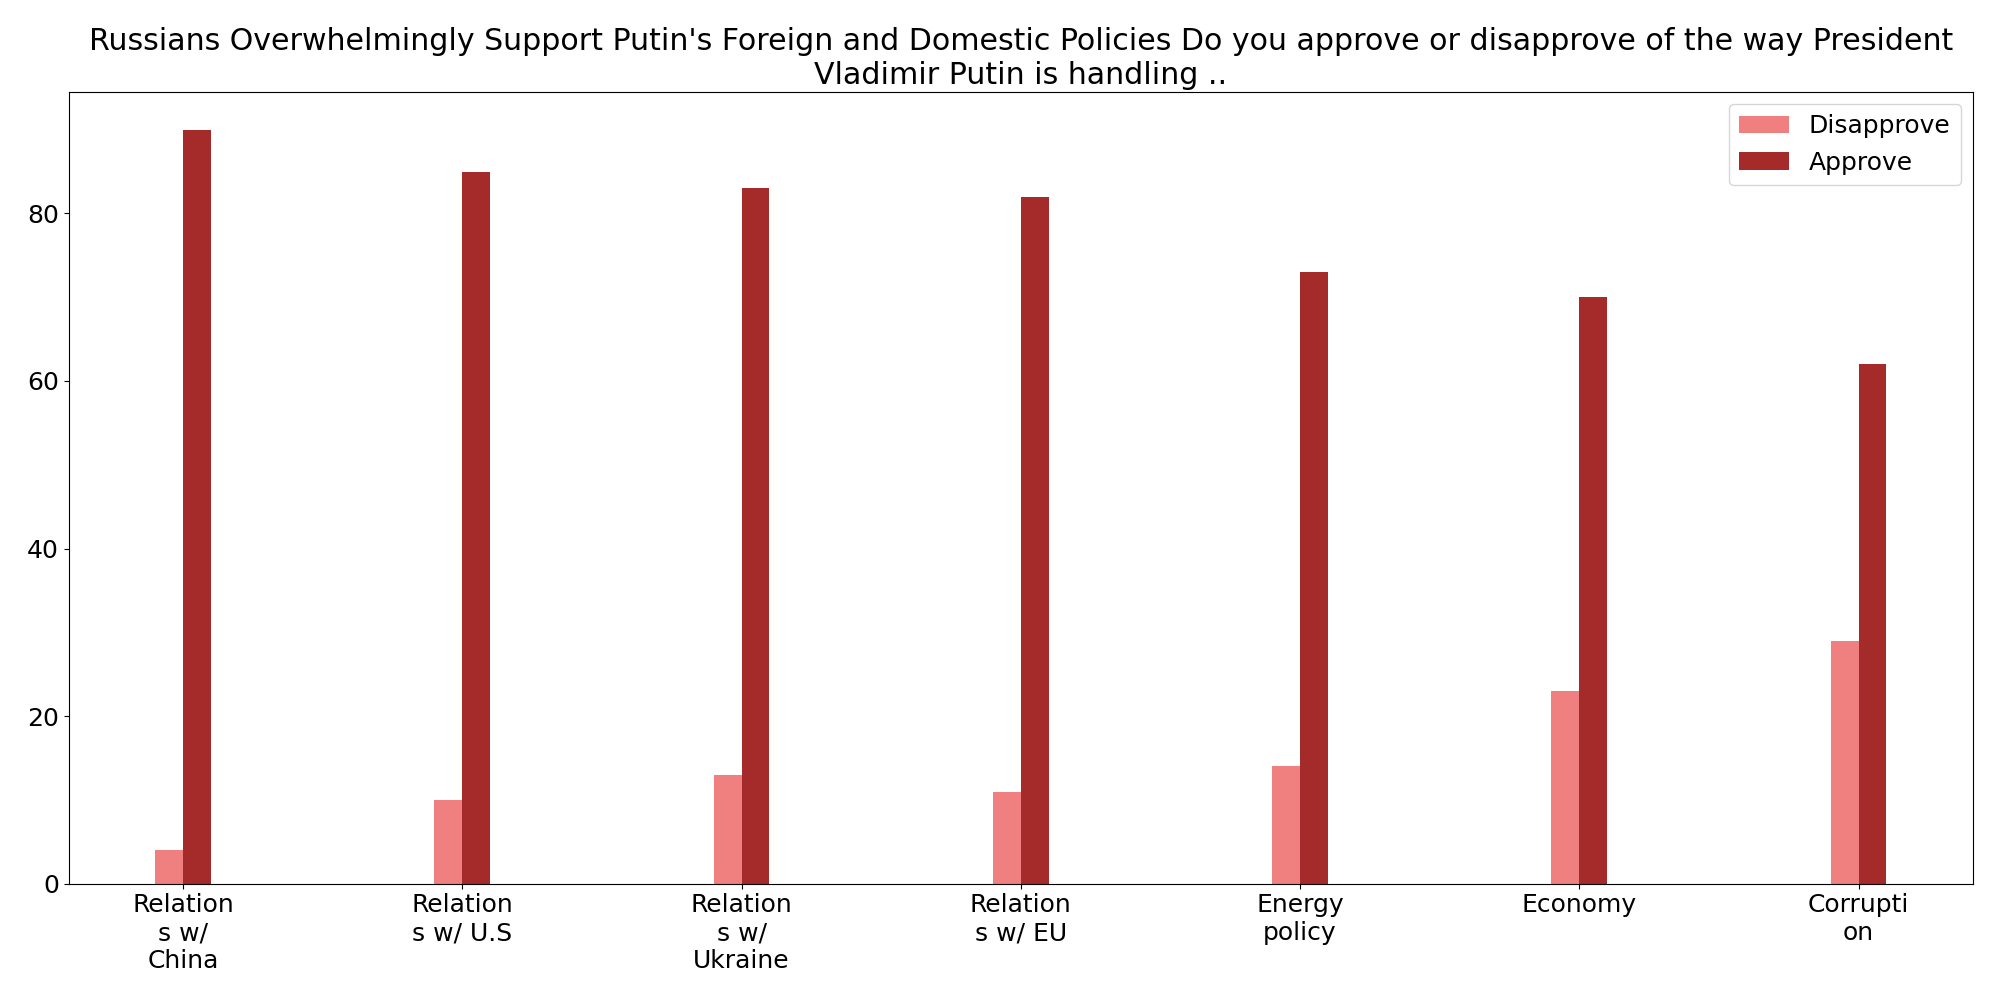 Russians Overwhelmingly Support Putin's Foreign and Domestic Policies Do you approve or disapprove of the way President
Vladimir Putin is handling ..
Disapprove
Approve
80
60
40
20
0
Relation
s w/
China
Relation
s w/ U.S
Relation
s w/
Ukraine
Relation
s w/ EU
Energy
policy
Economy
Corrupti
on